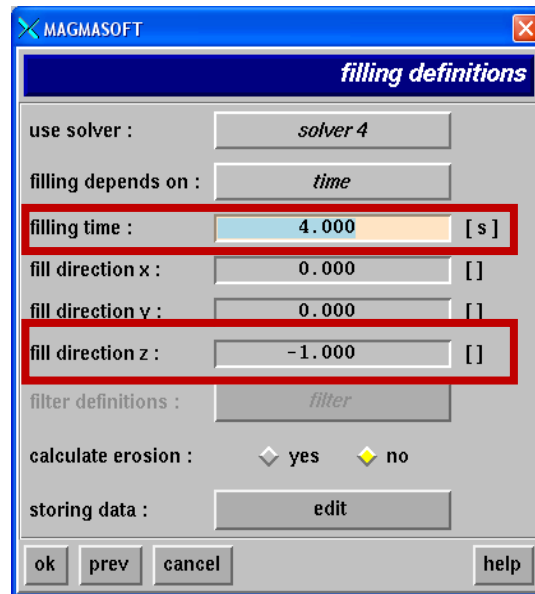 MAGMASOFT
filling definitions
use solver : solver 4
filling depends on : time
filling time : 4.000 [ s ]
fill direction x : 0.000 []
fill direction y : 0.000 []
fill direction z : -1.000 []
filter definitions : filter
calculate erosion : yes no
storing data : edit
ok prev cancel help